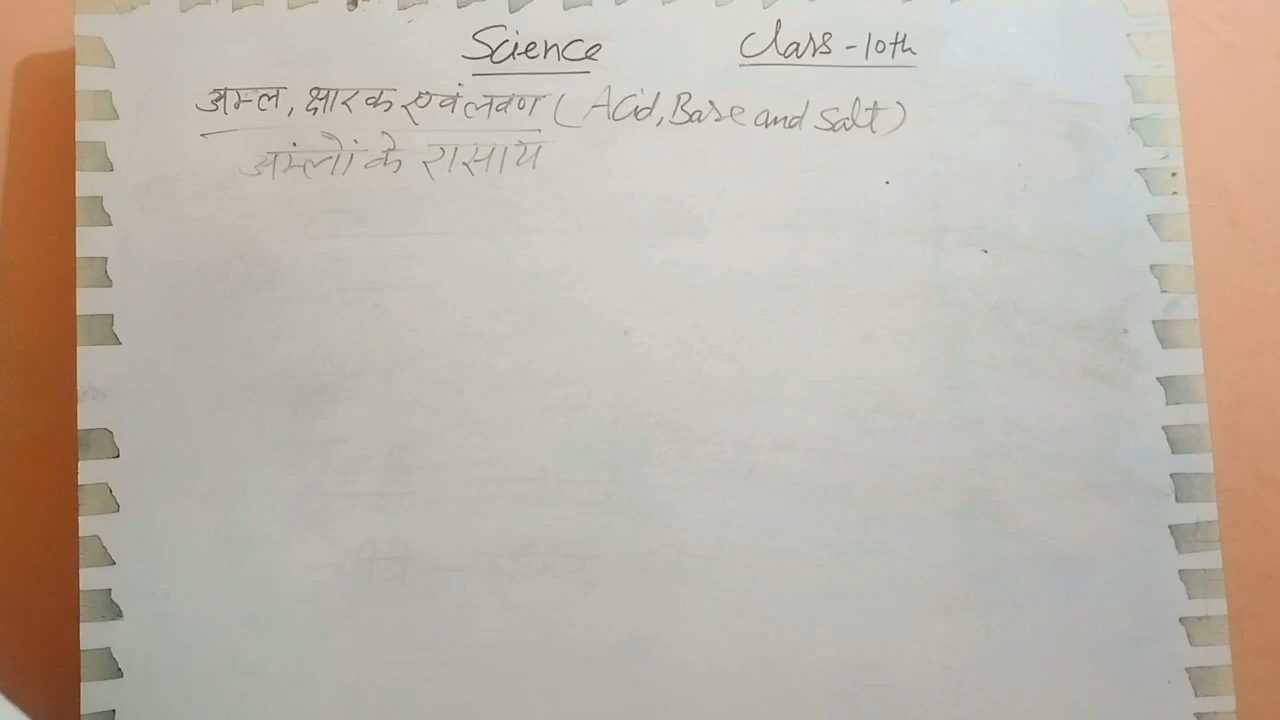 Science Class-10th
अम्ल, क्षारक एवं लवण (Acid, Base and Salt)
अम्लों के रासाय